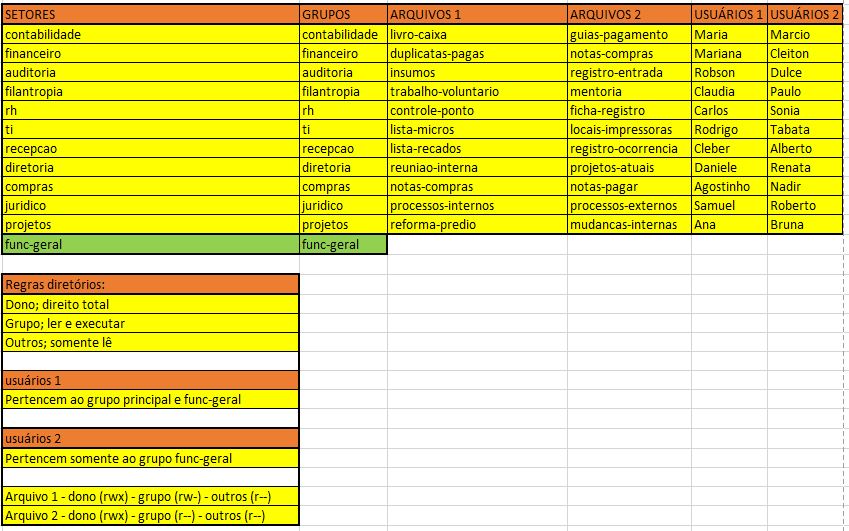 SETORES GRUPOS ARQUIVOS 1 ARQUIVOS 2 USUÁRIOS 1 USUÁRIOS 2
contabilidade contabilidade livro-caixa guias-pagamento Maria Marcio
financeiro financeiro duplicatas-pagas notas-compras Mariana Cleiton
auditoria auditoria insumos registro-entrada Robson Dulce
filantropia filantropia trabalho-voluntario mentoria Claudia Paulo
rh rh controle-ponto ficha-registro Carlos Sonia
ti ti lista-micros locais-impressoras Rodrigo Tabata
recepcao recepcao lista-recados registro-ocorrencia Cleber Alberto
diretoria diretoria reuniao-interna projetos-atuais Daniele Renata
compras compras notas-compras notas-pagar Agostinho Nadir
juridico juridico processos-internos processos-externos Samuel Roberto
projetos projetos reforma-predio mudancas-internas Ana Bruna
func-geral func-geral
Regras diretórios:
Dono; direito total
Grupo; ler e executar
Outros; somente lê
usuários 1
Pertencem ao grupo principal e func-geral
usuários 2
Pertencem somente ao grupo func-geral
Arquivo 1 - dono (rwx) - grupo (rw-) - outros (r--)
Arquivo 2 - dono (rwx) - grupo (r--) - outros (r--)